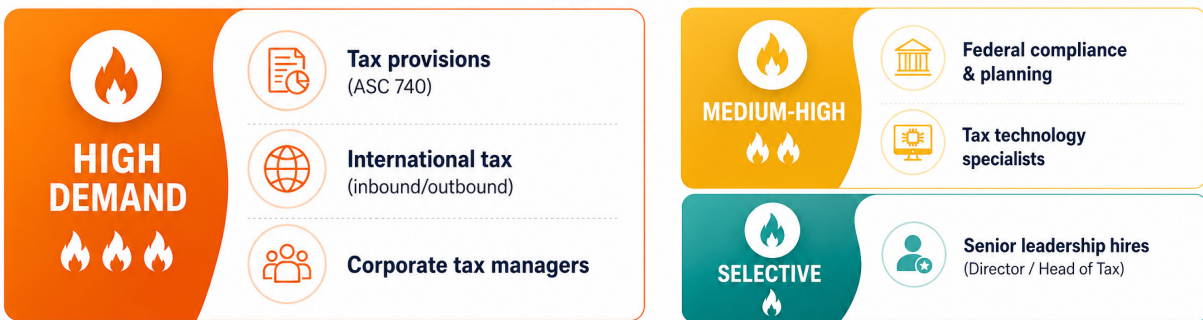 HIGH
DEMAND
Tax provisions
(ASC 740)
International tax
(inbound/outbound)
Corporate tax managers
MEDIUM-HIGH
Federal compliance
& planning
Tax technology
specialists
SELECTIVE
Senior leadership hires
(Director / Head of Tax)